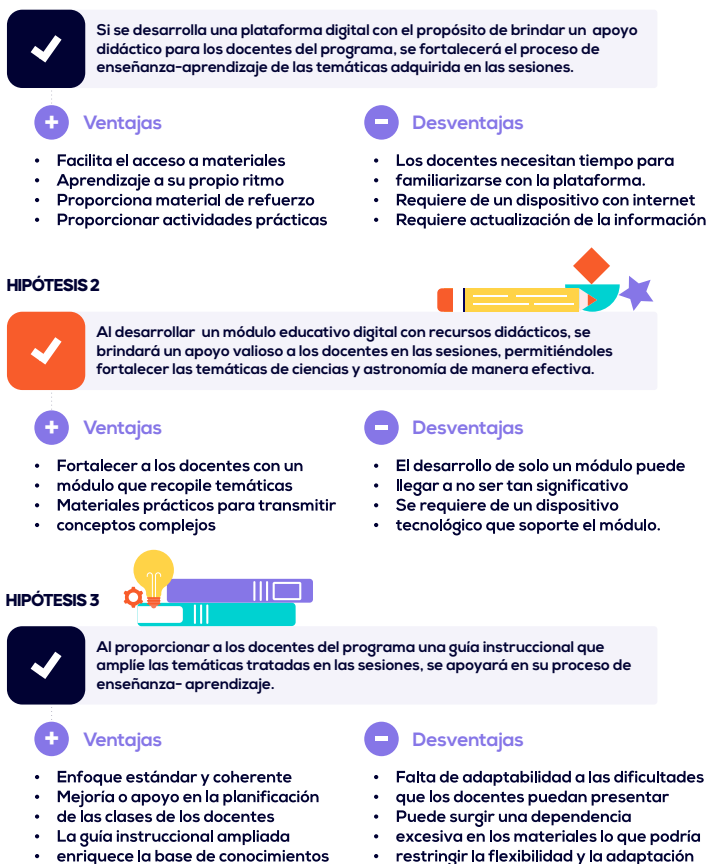 Si se desarrolla una plataforma digital con el propósito de brindar un apoyo
didáctico para los docentes del programa, se fortalecerá el proceso de
enseñanza-aprendizaje de las temáticas adquirida en las sesiones.
Ventajas
• Facilita el acceso a materiales
• Aprendizaje a su propio ritmo
• Proporciona material de refuerzo
• Proporcionar actividades prácticas
Desventajas
• Los docentes necesitan tiempo para
• familiarizarse con la plataforma.
• Requiere de un dispositivo con internet
• Requiere actualización de la información
HIPÓTESIS 2
Al desarrollar un módulo educativo digital con recursos didácticos, se
brindará un apoyo valioso a los docentes en las sesiones, permitiéndoles
fortalecer las temáticas de ciencias y astronomía de manera efectiva.
Ventajas
• Fortalecer a los docentes con un
• módulo que recopile temáticas
• Materiales prácticos para transmitir
• conceptos complejos
Desventajas
• El desarrollo de solo un módulo puede
• llegar a no ser tan significativo
• Se requiere de un dispositivo
• tecnológico que soporte el módulo.
HIPÓTESIS 3
Al proporcionar a los docentes del programa una guía instruccional que
amplíe las temáticas tratadas en las sesiones, se apoyará en su proceso de
enseñanza- aprendizaje.
Ventajas
• Enfoque estándar y coherente
• Mejoría o apoyo en la planificación
• de las clases de los docentes
• La guía instruccional ampliada
• enriquece la base de conocimientos
Desventajas
• Falta de adaptabilidad a las dificultades
• que los docentes puedan presentar
• Puede surgir una dependencia
• excesiva en los materiales lo que podría
• restringir la flexibilidad y la adaptación